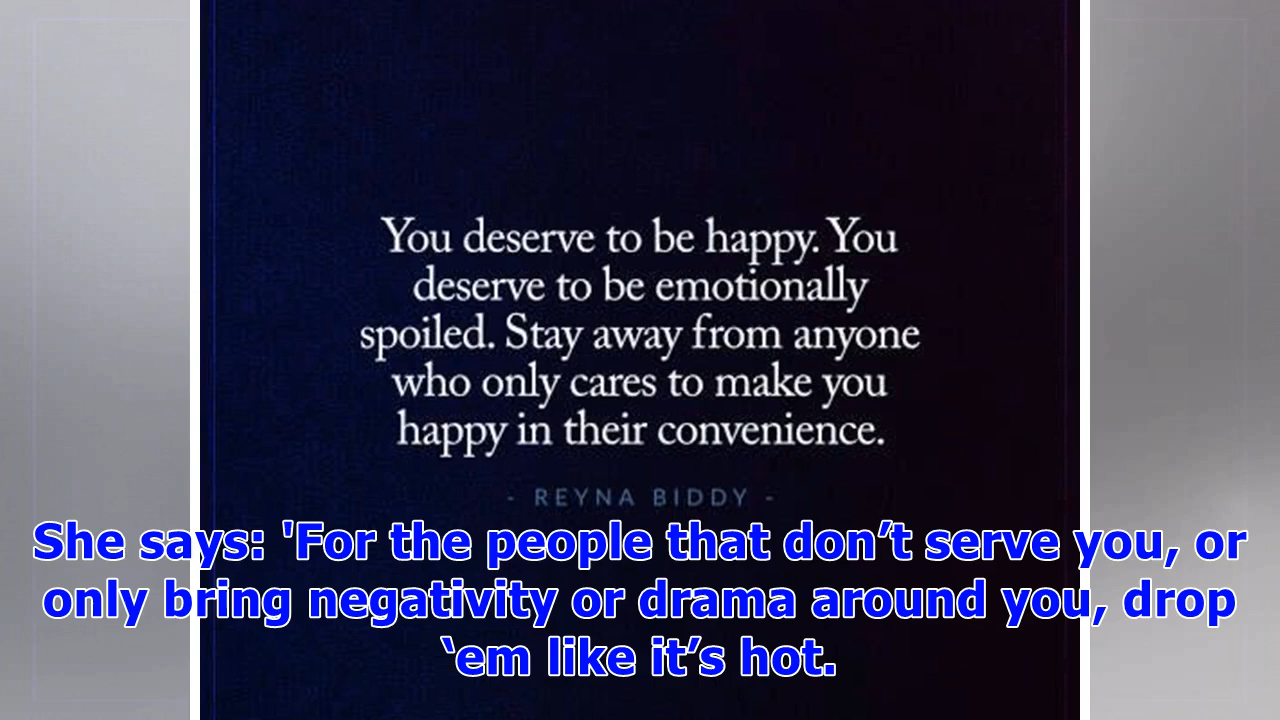 You deserve to be happy. You
deserve to be emotionally
spoiled. Stay away from anyone
who only cares to make you
happy in their convenience.
- REYNA BIDDY -
She says: 'For the people that don’t serve you, or
only bring negativity or drama around you, drop
‘em like it’s hot.